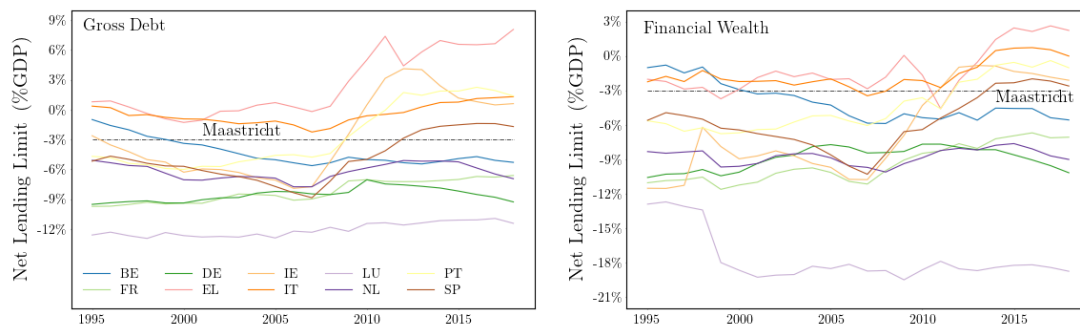 Gross Debt
Net Lending Limit (%GDP)
9%
6%
3%
0%
-3%
-6%
-9%
-12%
Maastricht
BE
DE
IE
LU
PT
FR
EL
IT
NL
SP
1995
2000
2005
2010
2015
Financial Wealth
Net Lending Limit (%GDP)
3%
0%
-3%
-6%
-9%
-12%
-15%
-18%
-21%
Maastricht
1995
2000
2005
2010
2015